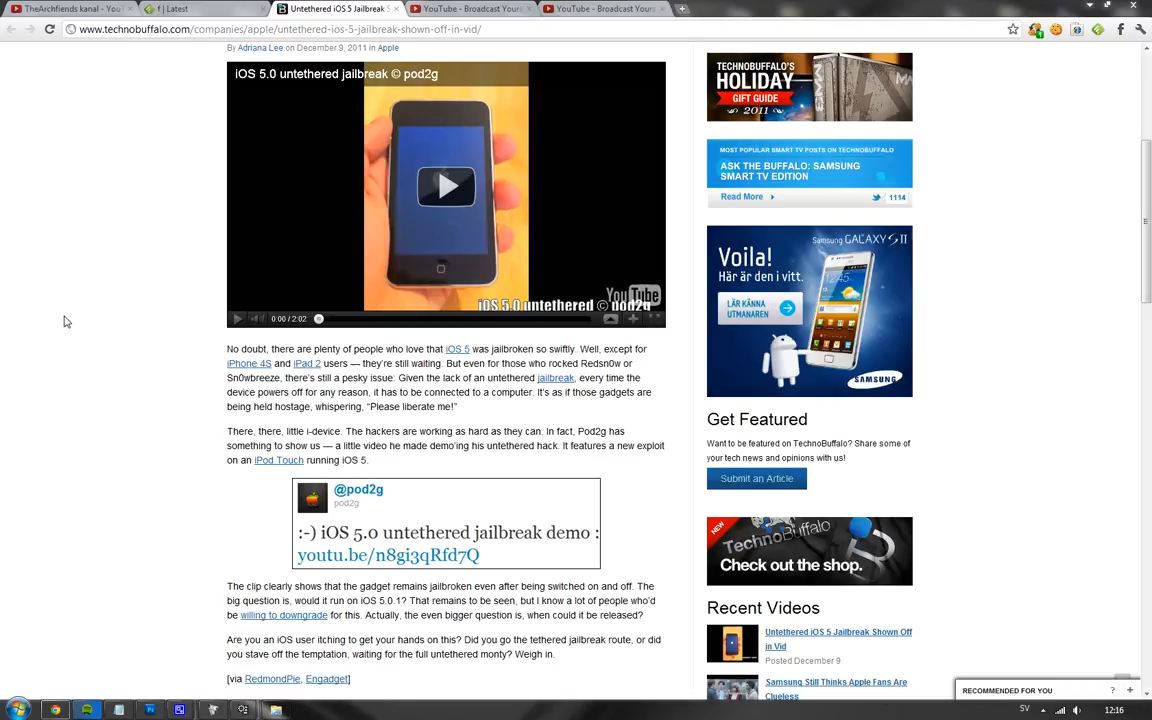 TheArchfiends kanal - YouT
f | Latest
Untethered iOS 5 Jailbreak S
YouTube - Broadcast Yours
YouTube - Broadcast Yours
www.technobuffalo.com/companies/apple/untethered-ios-5-jailbreak-shown-off-in-vid/
By Adriana Lee on December 9, 2011 in Apple
iOS 5.0 untethered jailbreak © pod2g
YouTube
iOS 5.0 untethered © pod2g
0:00 / 2:02
No doubt, there are plenty of people who love that iOS 5 was jailbroken so swiftly. Well, except for
iPhone 4S and iPad 2 users — they're still waiting. But even for those who rocked Redsn0w or
Sn0wbreeze, there's still a pesky issue: Given the lack of an untethered jailbreak, every time the
device powers off for any reason, it has to be connected to a computer. It's as if those gadgets are
being held hostage, whispering, "Please liberate me!"
There, there, little i-device. The hackers are working as hard as they can. In fact, Pod2g has
something to show us — a little video he made demo'ing his untethered hack. It features a new exploit
on an iPod Touch running iOS 5.
@pod2g
pod2g
:-) iOS 5.0 untethered jailbreak demo :
youtu.be/n8gi3qRfd7Q
The clip clearly shows that the gadget remains jailbroken even after being switched on and off. The
big question is, would it run on iOS 5.0.1? That remains to be seen, but I know a lot of people who'd
be willing to downgrade for this. Actually, the even bigger question is, when could it be released?
Are you an iOS user itching to get your hands on this? Did you go the tethered jailbreak route, or did
you stave off the temptation, waiting for the full untethered monty? Weigh in.
[via RedmondPie, Engadget]
TECHNOBUFFALO'S
HOLIDAY
GIFT GUIDE
2011
MOST POPULAR SMART TV POSTS ON TECHNOBUFFALO
ASK THE BUFFALO: SAMSUNG
SMART TV EDITION
Read More
1114
Samsung GALAXY S II
Voila!
Här är den i vitt.
LÄR KÄNNA
UTMANAREN
SAMSUNG
Get Featured
Want to be featured on TechnoBuffalo? Share some of
your tech news and opinions with us!
Submit an Article
NEW
TechnoBuffalo
Check out the shop.
Recent Videos
Untethered iOS 5 Jailbreak Shown Off
in Vid
Posted December 9
Samsung Still Thinks Apple Fans Are
Clueless
RECOMMENDED FOR YOU
SV
12:16